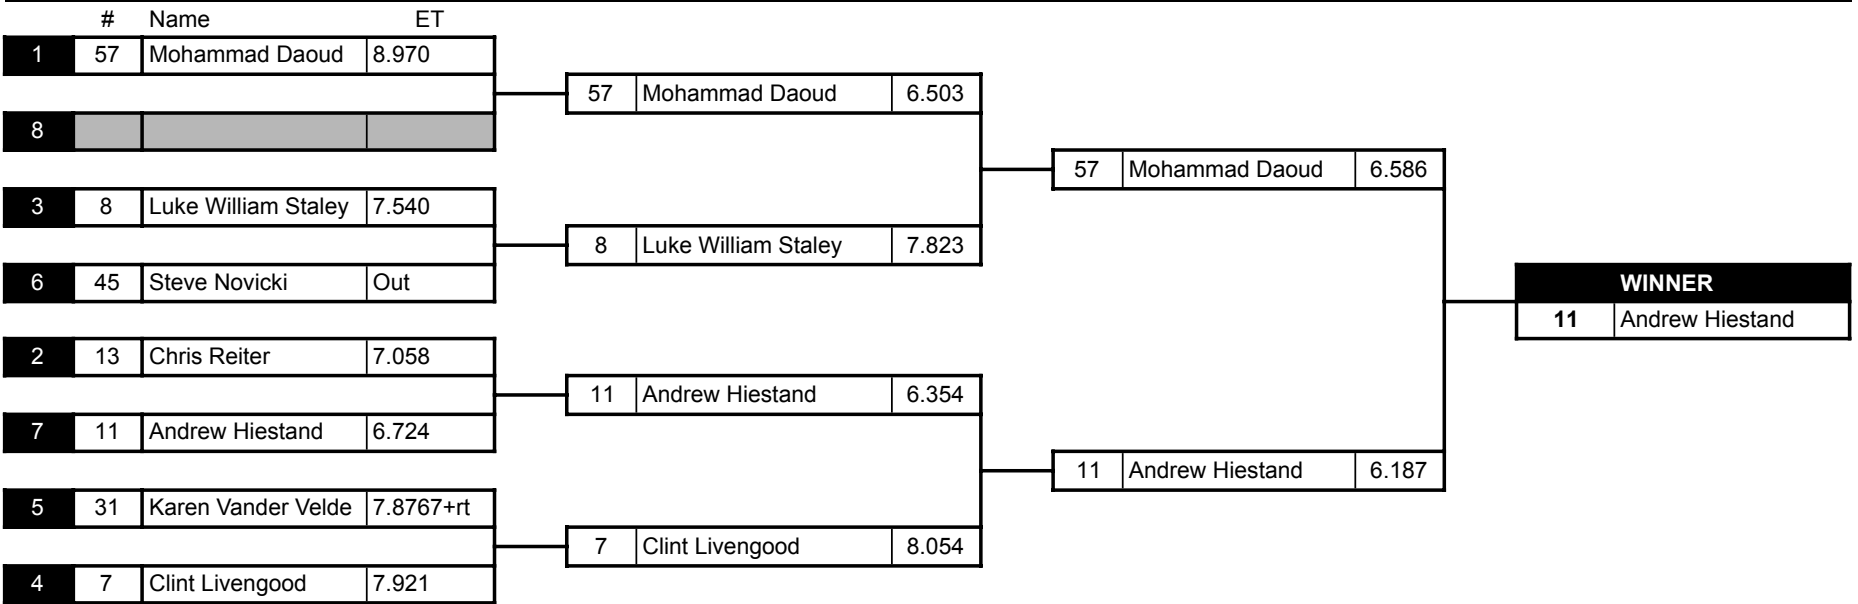 # Name ET
1 57 Mohammad Daoud 8.970
57 Mohammad Daoud 6.503
8
57 Mohammad Daoud 6.586
3 8 Luke William Staley 7.540
8 Luke William Staley 7.823
6 45 Steve Novicki Out
WINNER
11 Andrew Hiestand
2 13 Chris Reiter 7.058
11 Andrew Hiestand 6.354
7 11 Andrew Hiestand 6.724
11 Andrew Hiestand 6.187
5 31 Karen Vander Velde 7.8767+rt
7 Clint Livengood 8.054
4 7 Clint Livengood 7.921